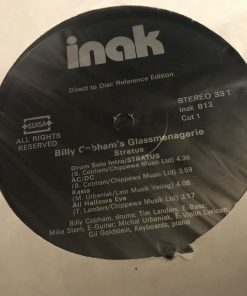 inak
Direct to Disc Reference Edition
SUISA
ALL RIGHTS
RESERVED
STEREO 33 T
inak 813
Cut 1
Billy Cobham's Glassmenagerie
Stratus
Drum Solo Intro/STRATUS
(B. Cobham/Chippewa Music Ltd) 4.36
AC/DC
(B. Cobham/Chippewa Music Ltd) 3.59
Kasia
(M. Urbaniak/Lato Musik Verlag) 4.08
All Hallows Eve
(T. Landers/Chippewa Music Ltd) 3.17
Billy Cobham, drums; Tim Landers, E-Bass;
Mike Stern, E-Guitar; Michal Urbaniak, E-Violin Lyricon;
Gil Goldstein, Keyboards, piano